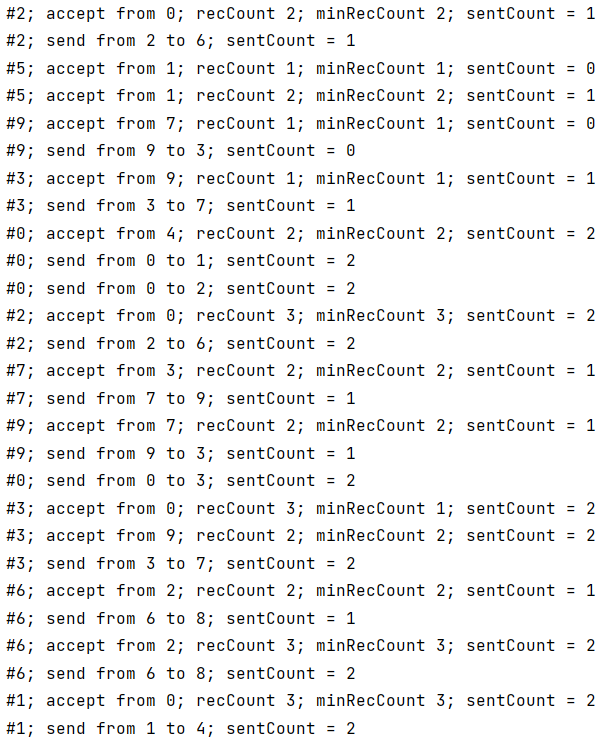 #2; accept from 0; recCount 2; minRecCount 2; sentCount = 1
#2; send from 2 to 6; sentCount = 1
#5; accept from 1; recCount 1; minRecCount 1; sentCount = 0
#5; accept from 1; recCount 2; minRecCount 2; sentCount = 1
#9; accept from 7; recCount 1; minRecCount 1; sentCount = 0
#9; send from 9 to 3; sentCount = 0
#3; accept from 9; recCount 1; minRecCount 1; sentCount = 1
#3; send from 3 to 7; sentCount = 1
#0; accept from 4; recCount 2; minRecCount 2; sentCount = 2
#0; send from 0 to 1; sentCount = 2
#0; send from 0 to 2; sentCount = 2
#2; accept from 0; recCount 3; minRecCount 3; sentCount = 2
#2; send from 2 to 6; sentCount = 2
#7; accept from 3; recCount 2; minRecCount 2; sentCount = 1
#7; send from 7 to 9; sentCount = 1
#9; accept from 7; recCount 2; minRecCount 2; sentCount = 1
#9; send from 9 to 3; sentCount = 1
#0; send from 0 to 3; sentCount = 2
#3; accept from 0; recCount 3; minRecCount 1; sentCount = 2
#3; accept from 9; recCount 2; minRecCount 2; sentCount = 2
#3; send from 3 to 7; sentCount = 2
#6; accept from 2; recCount 2; minRecCount 2; sentCount = 1
#6; send from 6 to 8; sentCount = 1
#6; accept from 2; recCount 3; minRecCount 3; sentCount = 2
#6; send from 6 to 8; sentCount = 2
#1; accept from 0; recCount 3; minRecCount 3; sentCount = 2
#1; send from 1 to 4; sentCount = 2